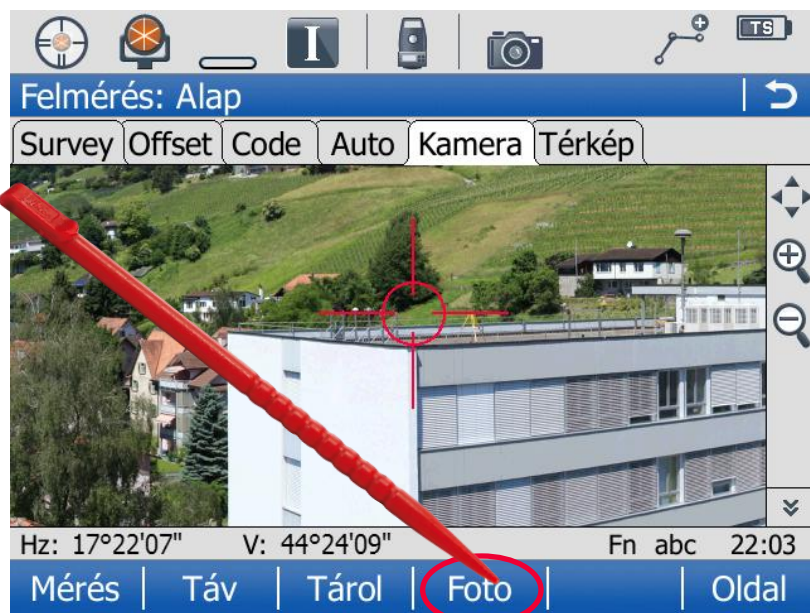 TS
I
Felmérés: Alap
Survey Offset Code Auto Kamera Térkép
Hz: 17°22'07" V: 44°24'09" Fn abc 22:03
Mérés Táv Tárol Foto Oldal